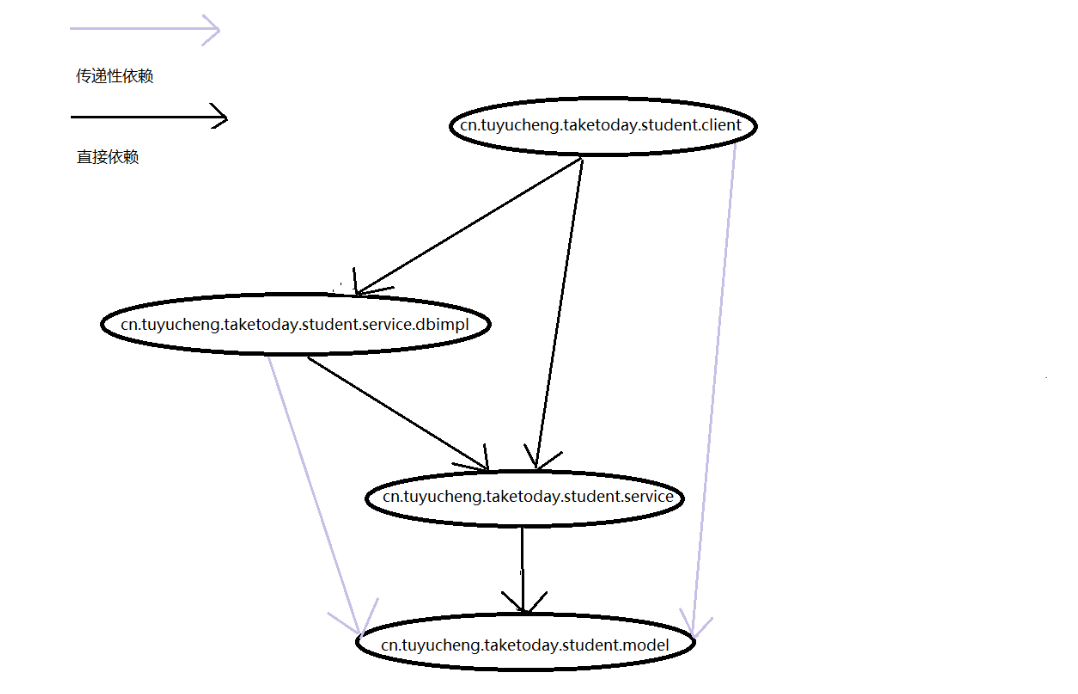 传递性依赖
直接依赖
cn.tuyucheng.taketoday.student.client
cn.tuyucheng.taketoday.student.service.dbimpl
cn.tuyucheng.taketoday.student.service
cn.tuyucheng.taketoday.student.model